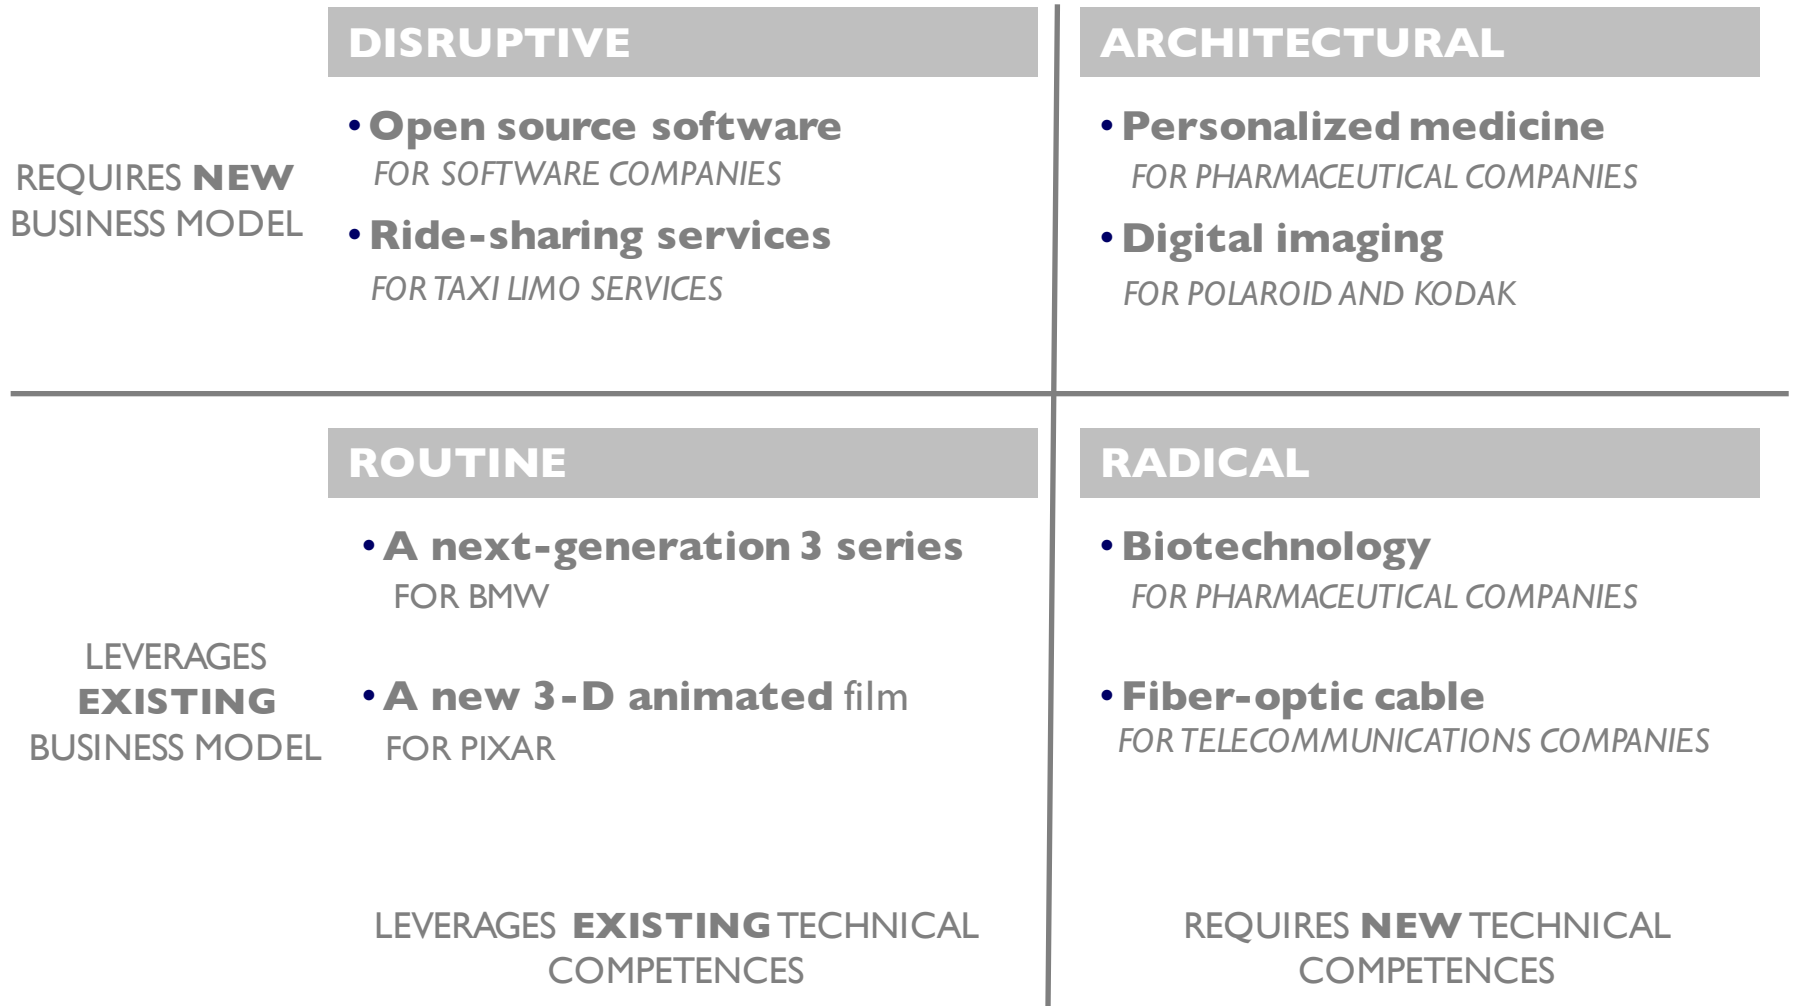 DISRUPTIVE
• Open source software
FOR SOFTWARE COMPANIES
• Ride-sharing services
FOR TAXI LIMO SERVICES
ARCHITECTURAL
• Personalized medicine
FOR PHARMACEUTICAL COMPANIES
• Digital imaging
FOR POLAROID AND KODAK
REQUIRES NEW
BUSINESS MODEL
ROUTINE
• A next-generation 3 series
FOR BMW
• A new 3-D animated film
FOR PIXAR
RADICAL
• Biotechnology
FOR PHARMACEUTICAL COMPANIES
• Fiber-optic cable
FOR TELECOMMUNICATIONS COMPANIES
LEVERAGES
EXISTING
BUSINESS MODEL
LEVERAGES EXISTING TECHNICAL
COMPETENCES
REQUIRES NEW TECHNICAL
COMPETENCES